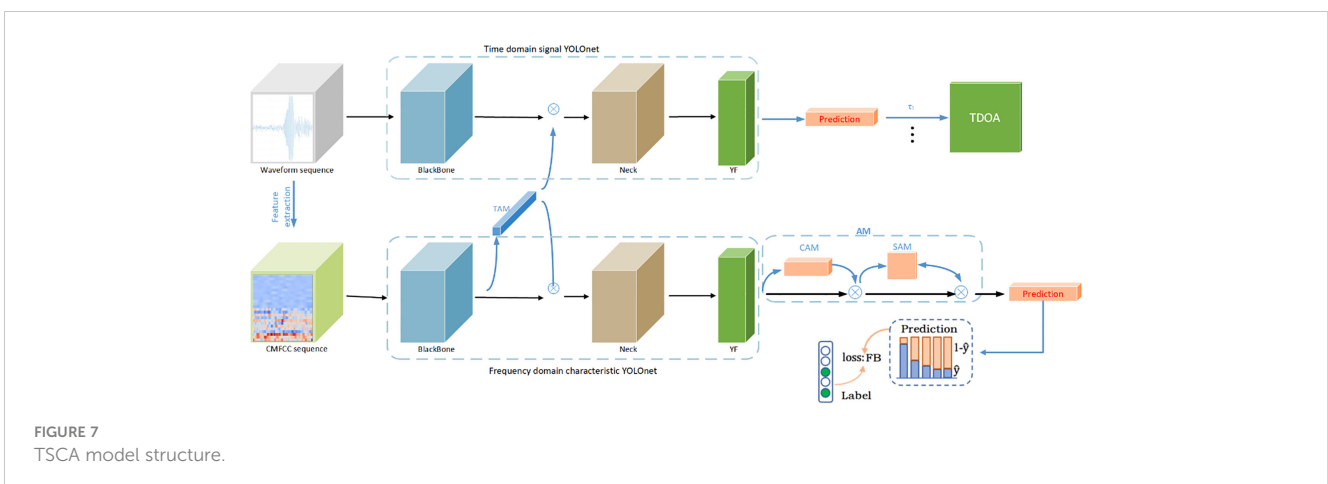 Time domain signal YOLOnet
Waveform sequence
BlackBone
Neck
YF
Prediction
τᵢ
⋮
TDOA
Feature
extraction
TAM
CMFCC sequence
BlackBone
Neck
YF
Frequency domain characteristic YOLOnet
AM
CAM
SAM
Prediction
Prediction
1-ŷ
ŷ
loss:FB
Label
FIGURE 7
TSCA model structure.